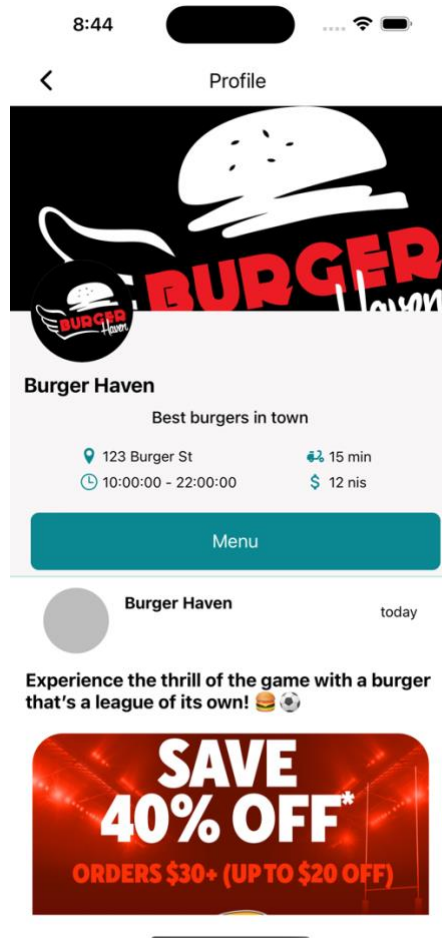 8:44
Profile
BURGER
Haven
BURGER
Haven
Burger Haven
Best burgers in town
123 Burger St
15 min
10:00:00 - 22:00:00
$ 12 nis
Menu
Burger Haven
today
Experience the thrill of the game with a burger
that's a league of its own! 🍔⚽
SAVE
40% OFF*
ORDERS $30+ (UP TO $20 OFF)